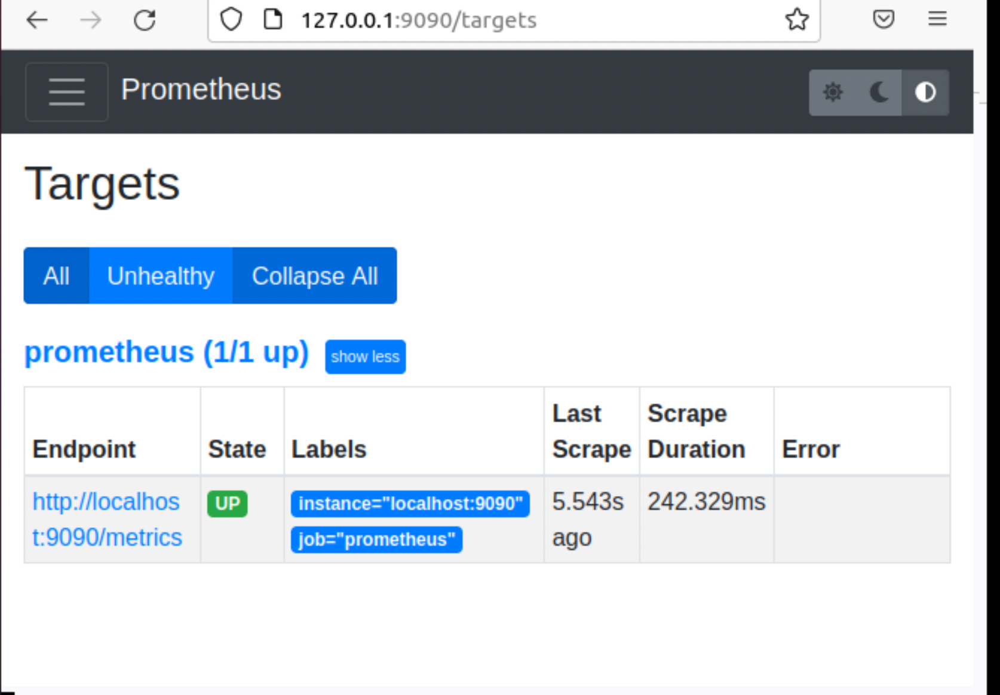 127.0.0.1:9090/targets
Prometheus
Targets
All Unhealthy Collapse All
prometheus (1/1 up) show less
Endpoint State Labels Last Scrape Scrape Duration Error
http://localhos
t:9090/metrics
UP
instance="localhost:9090"
job="prometheus"
5.543s
ago
242.329ms